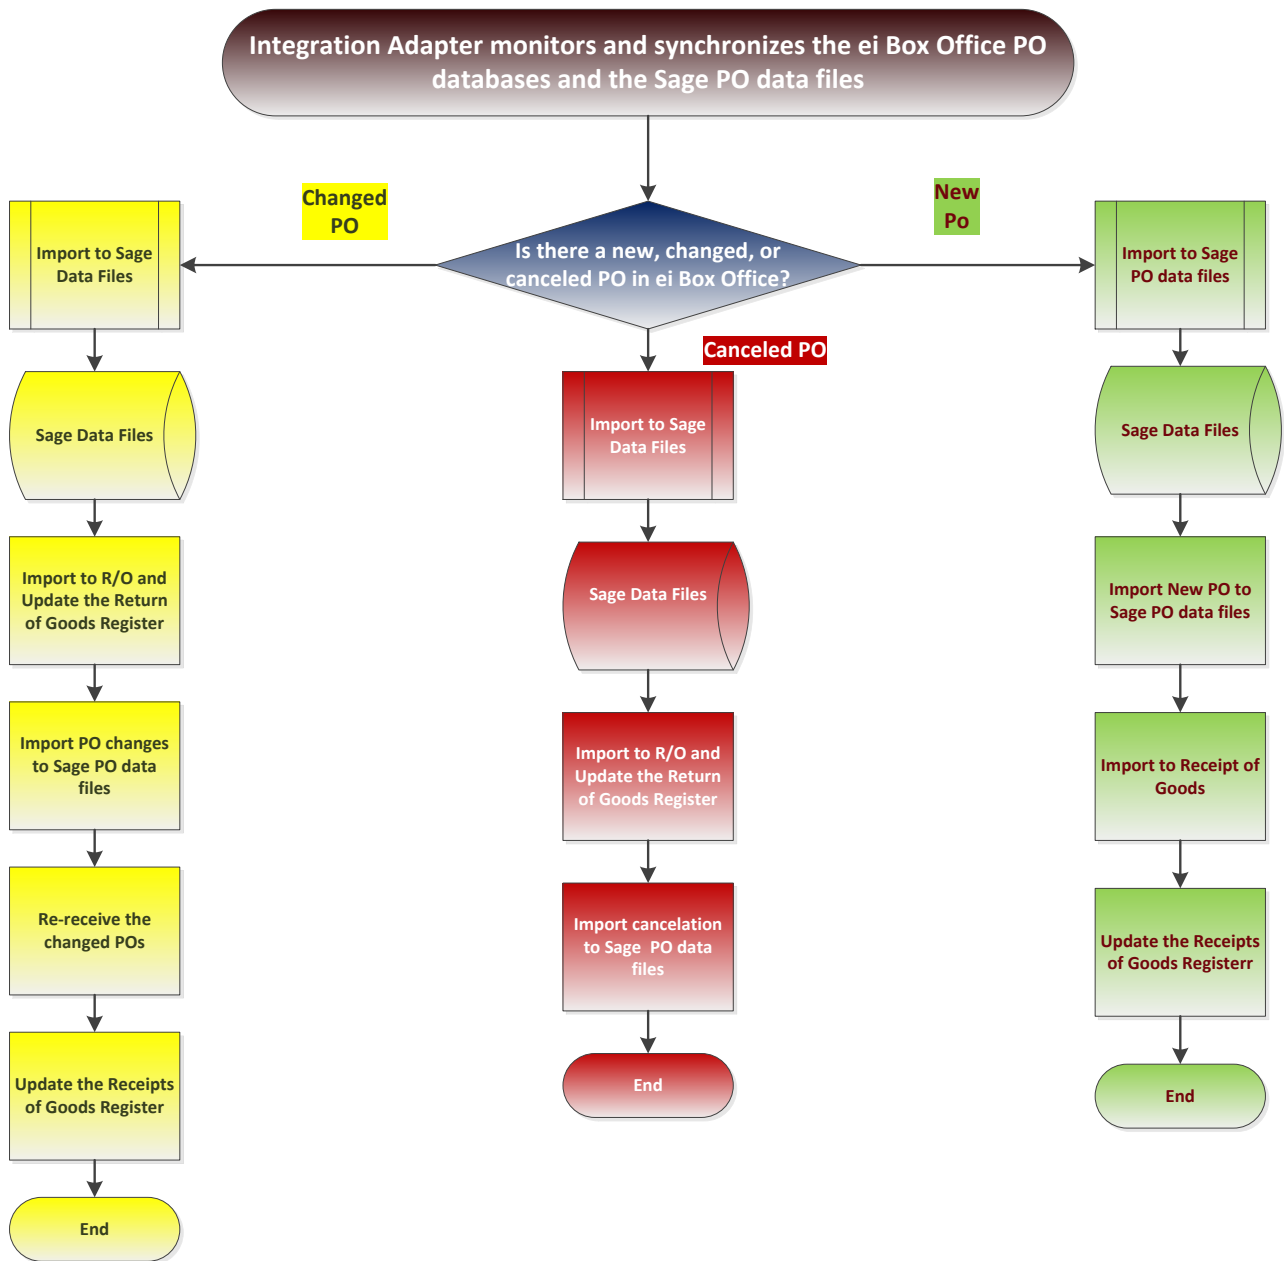 Integration Adapter monitors and synchronizes the ei Box Office PO
databases and the Sage PO data files
Changed
PO
New
Po
Is there a new, changed, or
canceled PO in ei Box Office?
Canceled PO
Import to Sage
Data Files
Sage Data Files
Import to R/O and
Update the Return
of Goods Register
Import PO changes
to Sage PO data
files
Re-receive the
changed POs
Update the Receipts
of Goods Register
End
Import to Sage
Data Files
Sage Data Files
Import to R/O and
Update the Return
of Goods Register
Import cancelation
to Sage PO data
files
End
Import to Sage
PO data files
Sage Data Files
Import New PO to
Sage PO data files
Import to Receipt of
Goods
Update the Receipts
of Goods Registerr
End